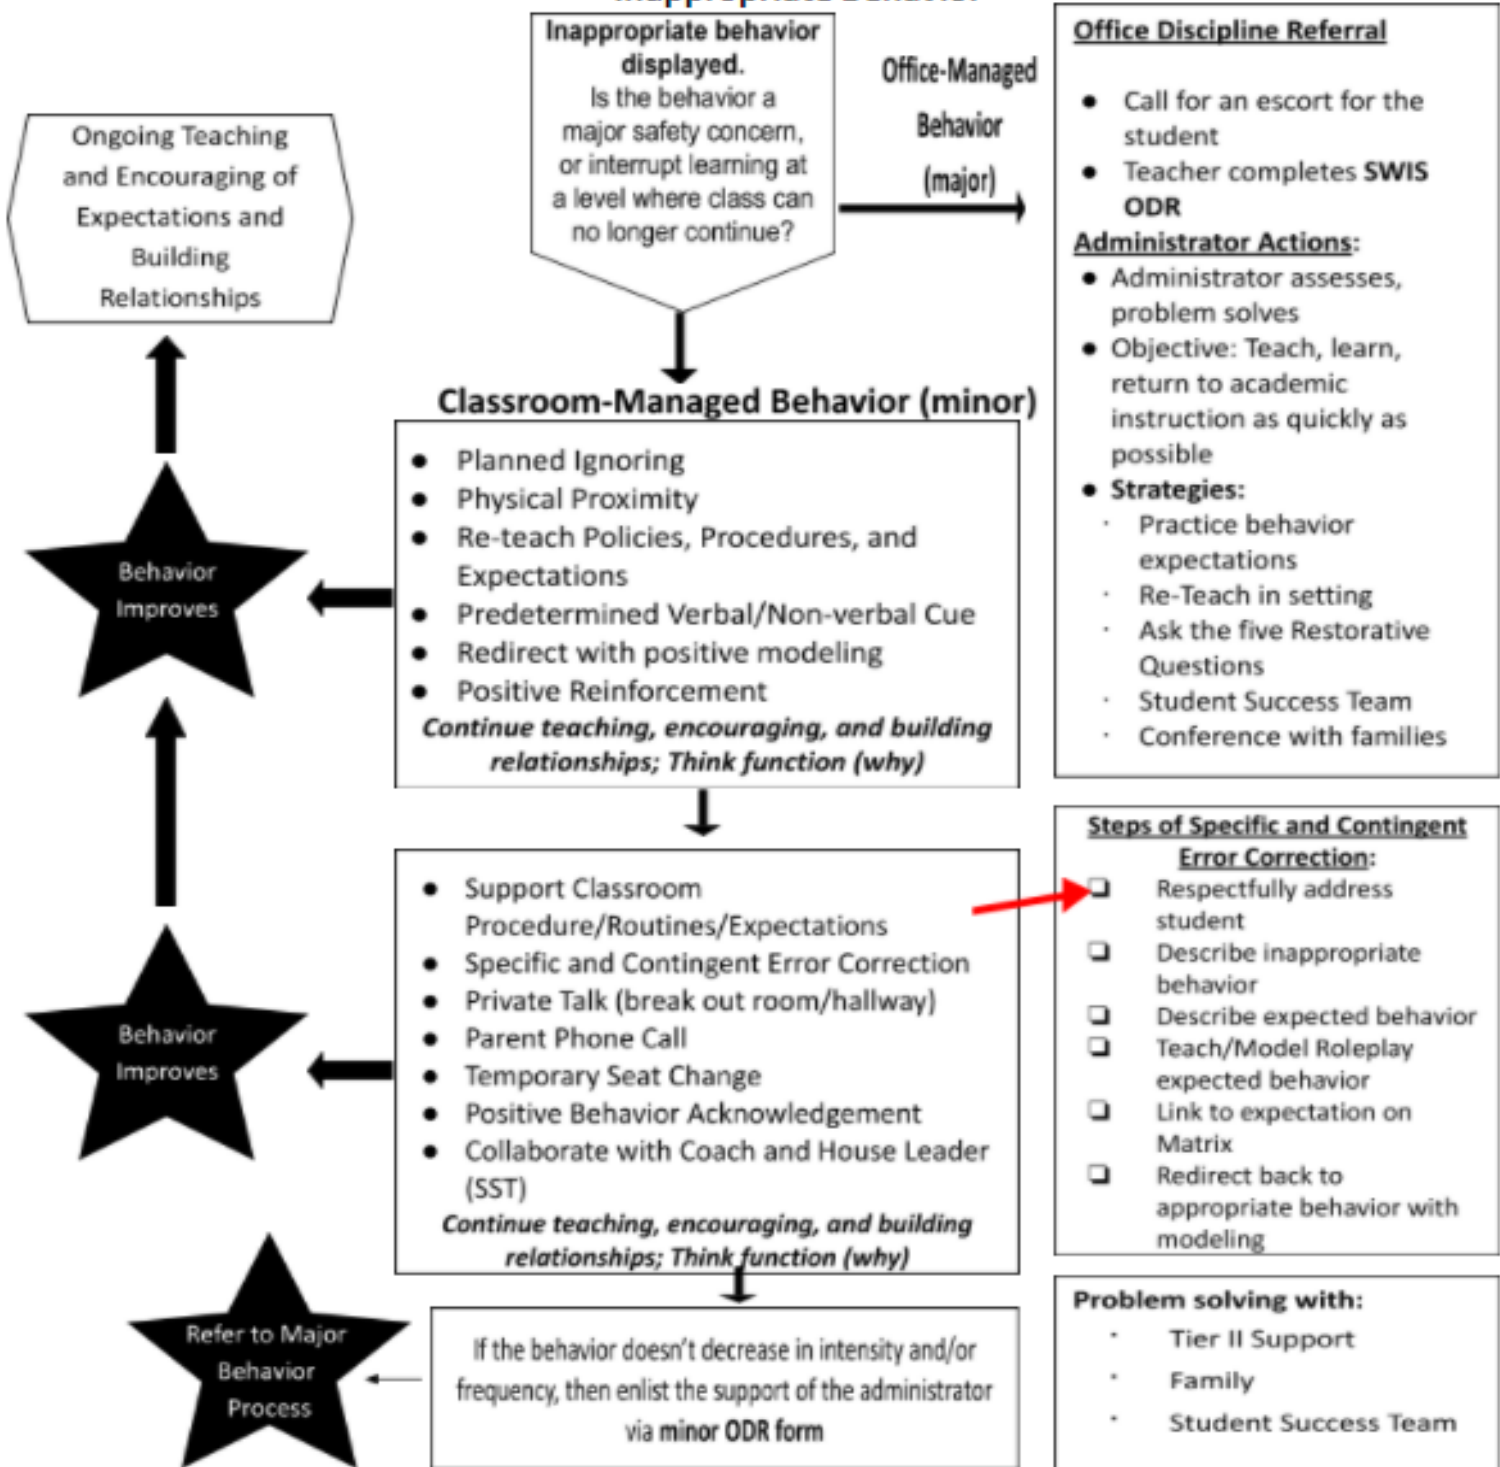 Inappropriate Behavior
Inappropriate behavior
displayed.
Is the behavior a
major safety concern,
or interrupt learning at
a level where class can
no longer continue?
Office-Managed
Behavior
(major)
Office Discipline Referral
● Call for an escort for the
student
● Teacher completes SWIS
ODR
Administrator Actions:
● Administrator assesses,
problem solves
● Objective: Teach, learn,
return to academic
instruction as quickly as
possible
● Strategies:
· Practice behavior
expectations
· Re-Teach in setting
· Ask the five Restorative
Questions
· Student Success Team
· Conference with families
Ongoing Teaching
and Encouraging of
Expectations and
Building
Relationships
Classroom-Managed Behavior (minor)
● Planned Ignoring
● Physical Proximity
● Re-teach Policies, Procedures, and
Expectations
● Predetermined Verbal/Non-verbal Cue
● Redirect with positive modeling
● Positive Reinforcement
Continue teaching, encouraging, and building
relationships; Think function (why)
Behavior
Improves
● Support Classroom
Procedure/Routines/Expectations
● Specific and Contingent Error Correction
● Private Talk (break out room/hallway)
● Parent Phone Call
● Temporary Seat Change
● Positive Behavior Acknowledgement
● Collaborate with Coach and House Leader
(SST)
Continue teaching, encouraging, and building
relationships; Think function (why)
Steps of Specific and Contingent
Error Correction:
❑ Respectfully address
student
❑ Describe inappropriate
behavior
❑ Describe expected behavior
❑ Teach/Model Roleplay
expected behavior
❑ Link to expectation on
Matrix
❑ Redirect back to
appropriate behavior with
modeling
Behavior
Improves
Refer to Major
Behavior
Process
If the behavior doesn't decrease in intensity and/or
frequency, then enlist the support of the administrator
via minor ODR form
Problem solving with:
· Tier II Support
· Family
· Student Success Team